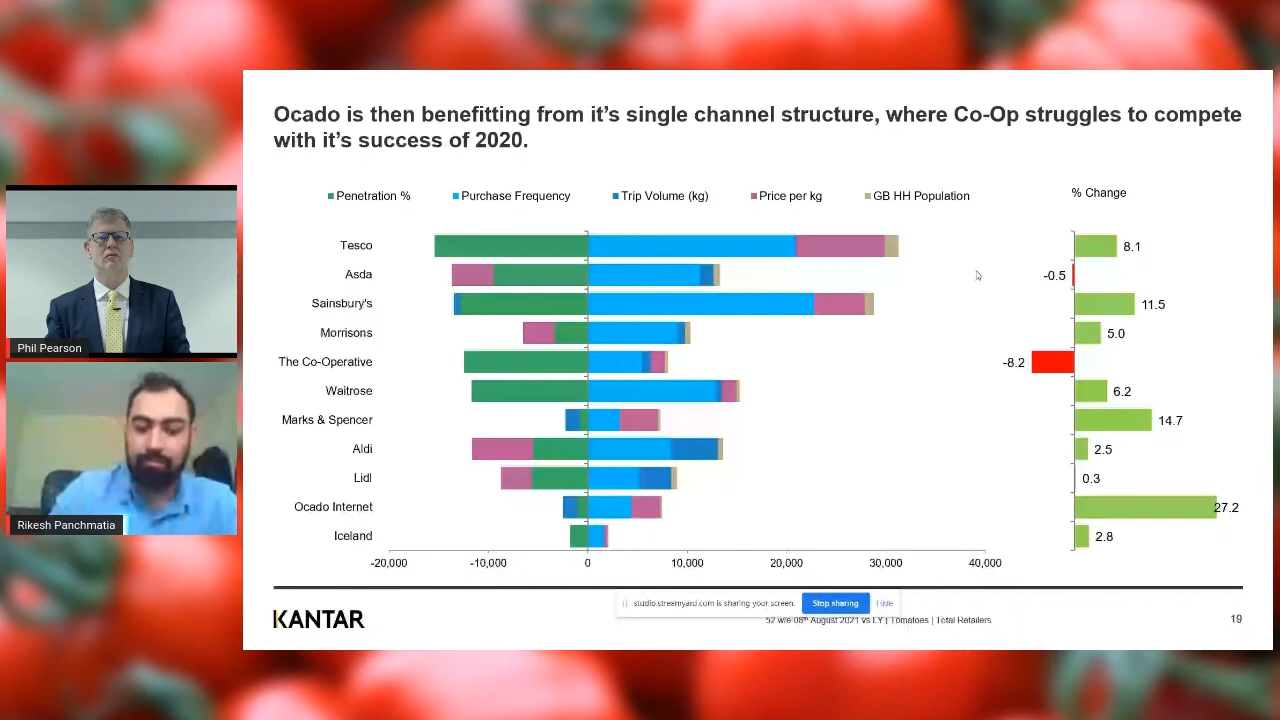 Ocado is then benefitting from it's single channel structure, where Co-Op struggles to compete
with it's success of 2020.
Penetration % Purchase Frequency Trip Volume (kg) Price per kg GB HH Population
% Change
Tesco 8.1
Asda -0.5
Sainsbury's 11.5
Morrisons 5.0
The Co-Operative -8.2
Waitrose 6.2
Marks & Spencer 14.7
Aldi 2.5
Lidl 0.3
Ocado Internet 27.2
Iceland 2.8
-20,000 -10,000 0 10,000 20,000 30,000 40,000
Phil Pearson
Rikesh Panchmatia
studio.streamyard.com is sharing your screen. Stop sharing Hide
KANTAR
52 w/e 08th August 2021 vs LY | Tomatoes | Total Retailers
19